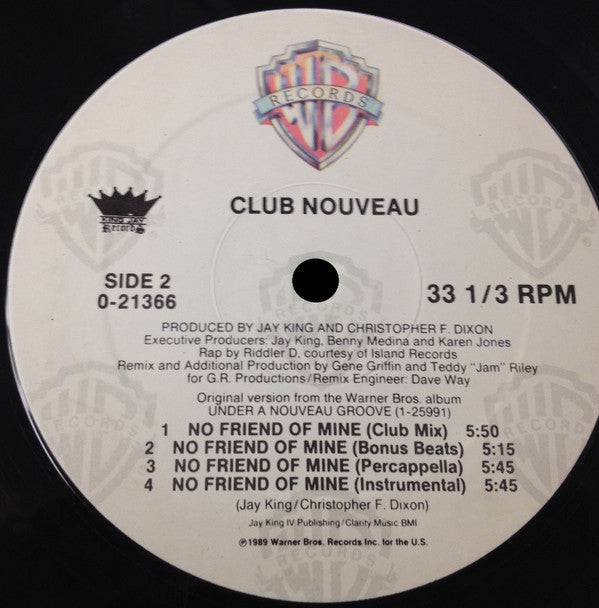 RECORDS
CLUB NOUVEAU
KING JAY
Records
SIDE 2
0-21366
33 1/3 RPM
PRODUCED BY JAY KING AND CHRISTOPHER F. DIXON
Executive Producers: Jay King, Benny Medina and Karen Jones
Rap by Riddler D, courtesy of Island Records
Remix and Additional Production by Gene Griffin and Teddy "Jam" Riley
for G.R. Productions/Remix Engineer: Dave Way
Original version from the Warner Bros. album
UNDER A NOUVEAU GROOVE (1-25991)
1 NO FRIEND OF MINE (Club Mix) 5:50
2 NO FRIEND OF MINE (Bonus Beats) 5:15
3 NO FRIEND OF MINE (Percappella) 5:45
4 NO FRIEND OF MINE (Instrumental) 5:45
(Jay King/Christopher F. Dixon)
Jay King IV Publishing/Clarity Music BMI
℗©1989 Warner Bros. Records Inc. for the U.S.